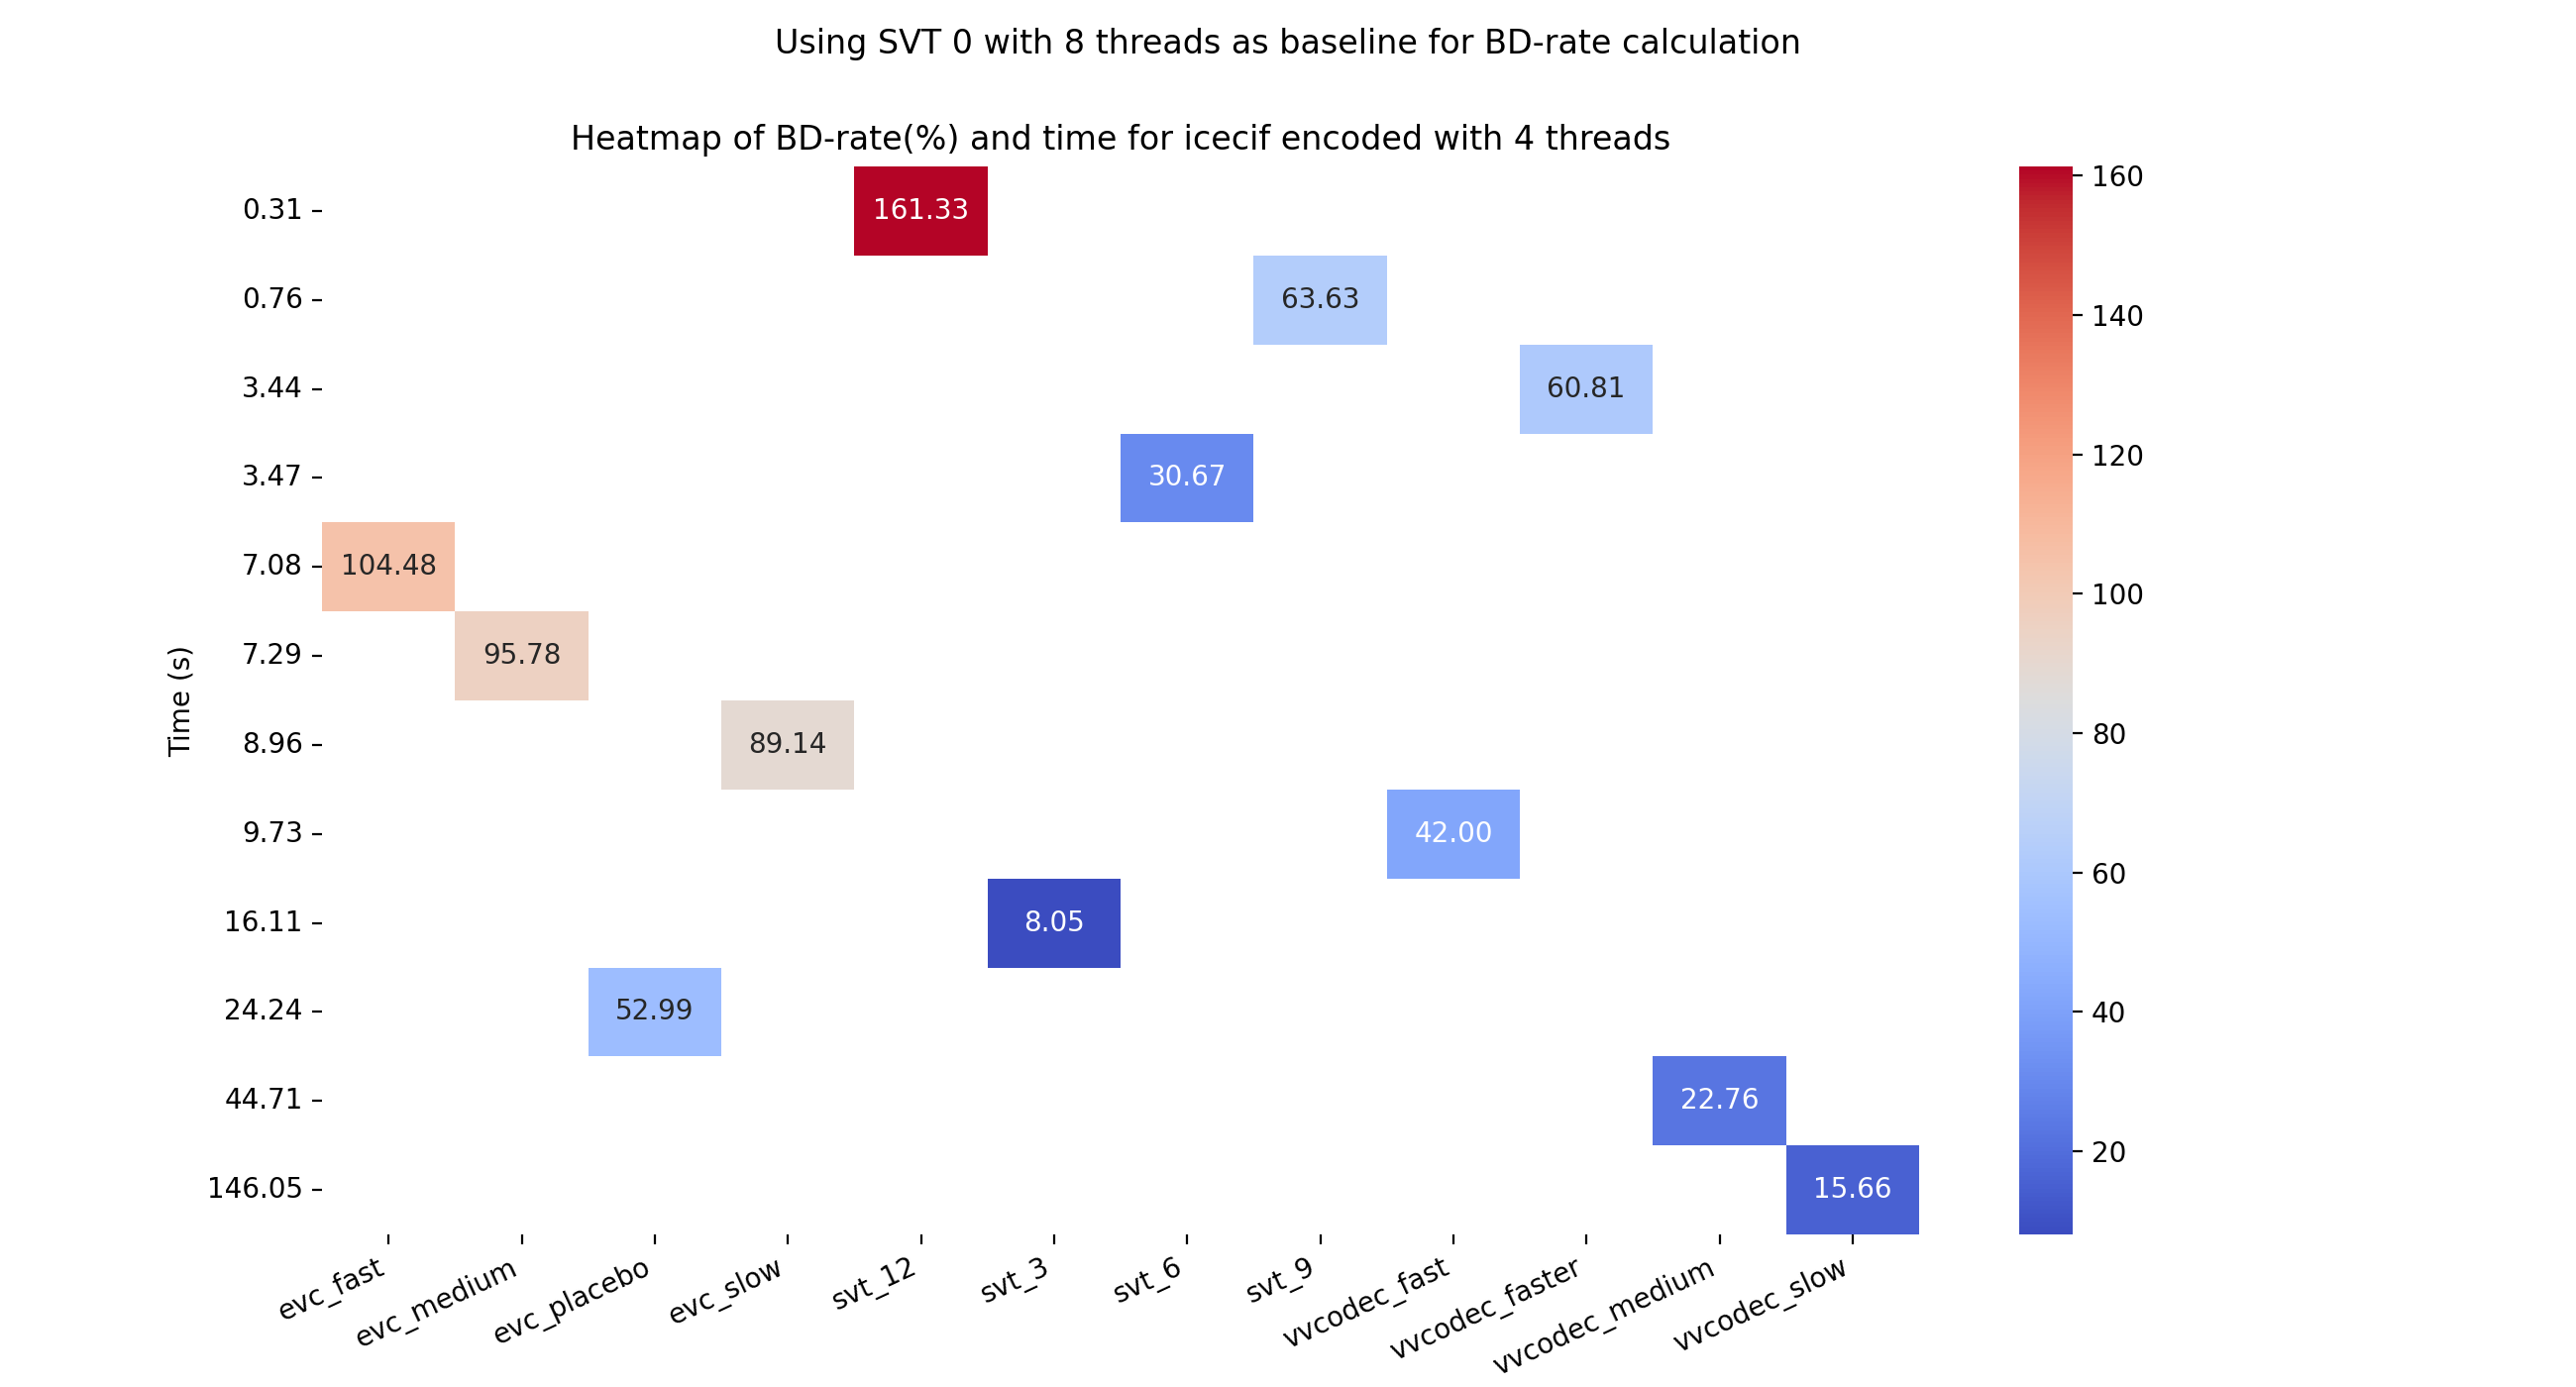 Using SVT 0 with 8 threads as baseline for BD-rate calculation
Heatmap of BD-rate(%) and time for icecif encoded with 4 threads
Time (s)
0.31
161.33
0.76
63.63
3.44
60.81
3.47
30.67
7.08
104.48
7.29
95.78
8.96
89.14
9.73
42.00
16.11
8.05
24.24
52.99
44.71
22.76
146.05
15.66
evc_fast
evc_medium
evc_placebo
evc_slow
svt_12
svt_3
svt_6
svt_9
vvcodec_fast
vvcodec_faster
vvcodec_medium
vvcodec_slow
160
140
120
100
80
60
40
20